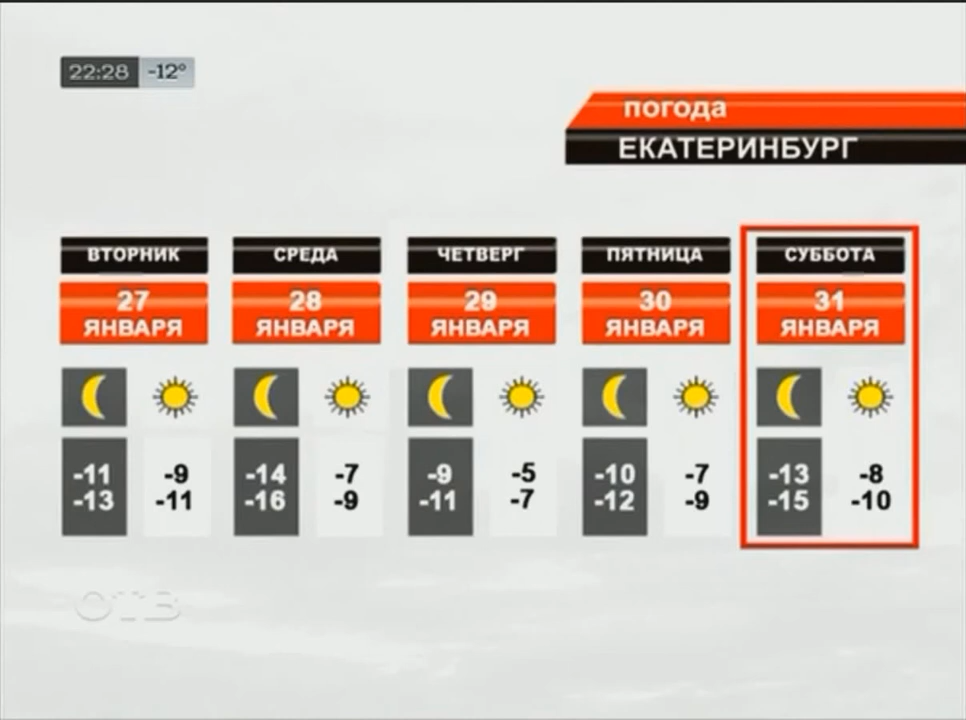 22:28 -12°
погода
ЕКАТЕРИНБУРГ
ВТОРНИК СРЕДА ЧЕТВЕРГ ПЯТНИЦА СУББОТА
27 28 29 30 31
ЯНВАРЯ ЯНВАРЯ ЯНВАРЯ ЯНВАРЯ ЯНВАРЯ
-11 -9 -14 -7 -9 -5 -10 -7 -13 -8
-13 -11 -16 -9 -11 -7 -12 -9 -15 -10
ОТВ